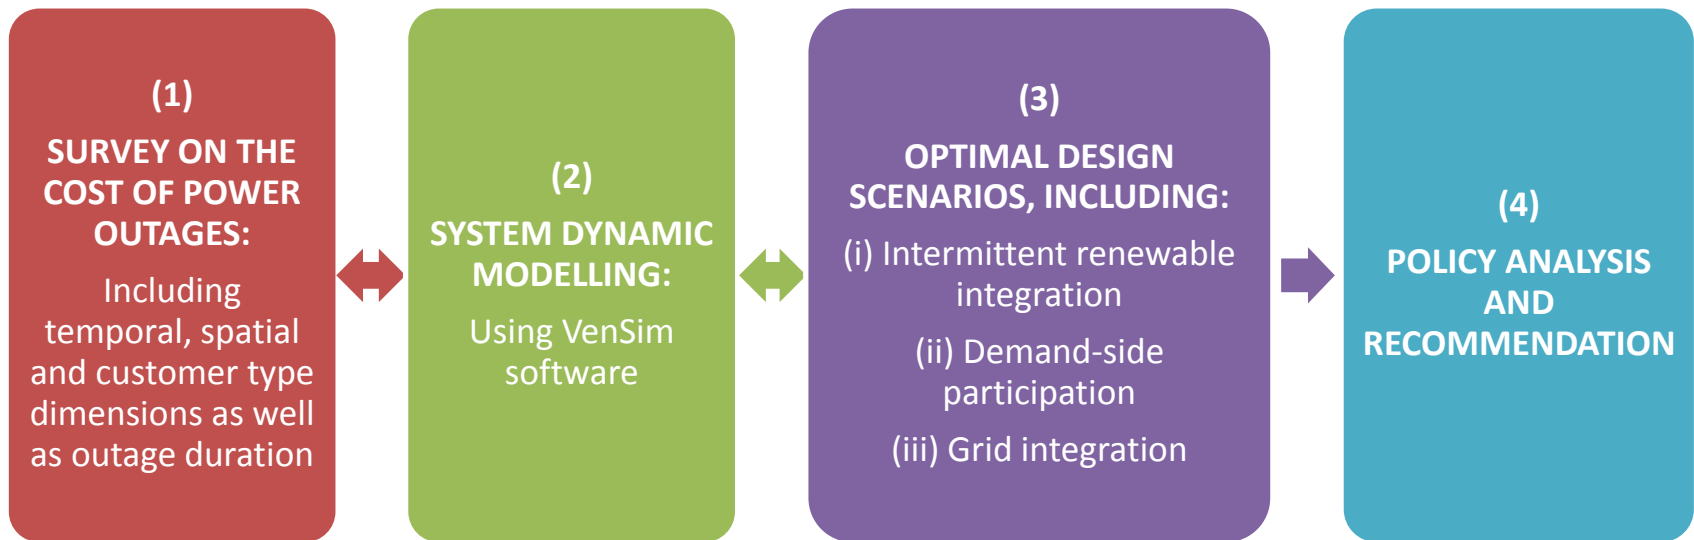 (1)
SURVEY ON THE
COST OF POWER
OUTAGES:
Including
temporal, spatial
and customer type
dimensions as well
as outage duration
(2)
SYSTEM DYNAMIC
MODELLING:
Using VenSim
software
(3)
OPTIMAL DESIGN
SCENARIOS, INCLUDING:
(i) Intermittent renewable
integration
(ii) Demand-side
participation
(iii) Grid integration
(4)
POLICY ANALYSIS
AND
RECOMMENDATION